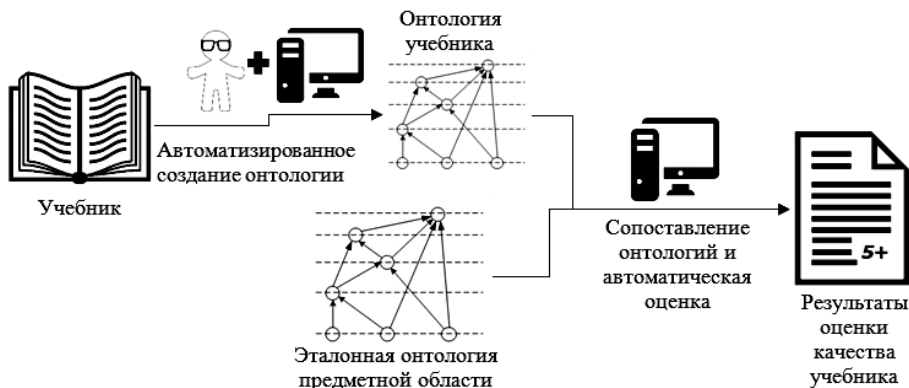 Онтология
учебника
Автоматизированное
создание онтологии
Учебник
Эталонная онтология
предметной области
Сопоставление
онтологий и
автоматическая
оценка
5+
Результаты
оценки
качества
учебника